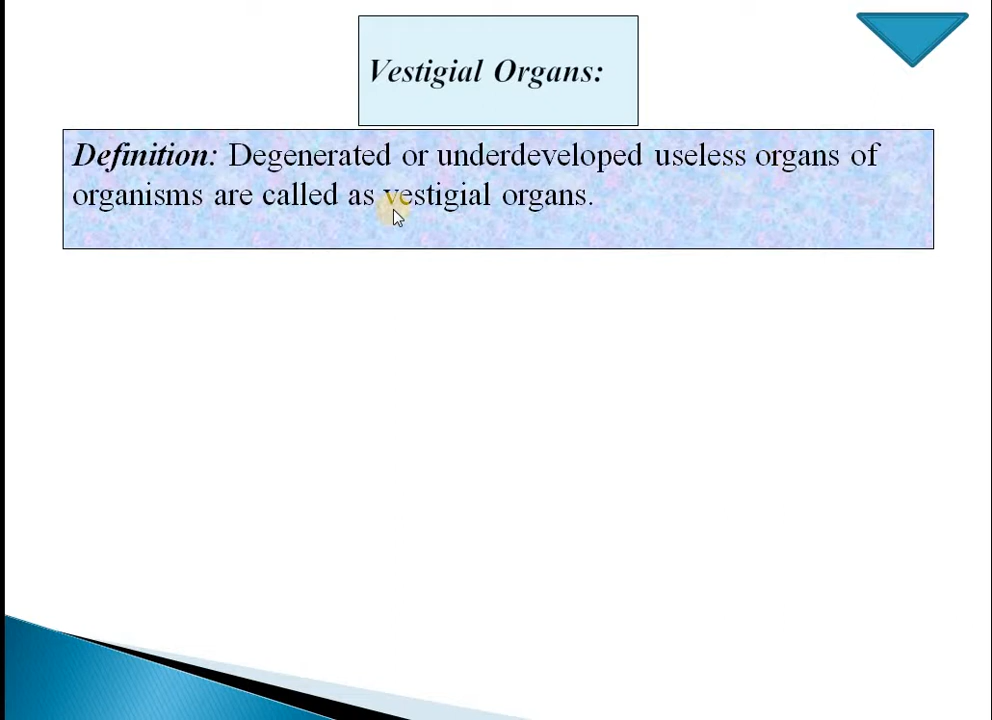 Vestigial Organs:
Definition: Degenerated or underdeveloped useless organs of
organisms are called as vestigial organs.